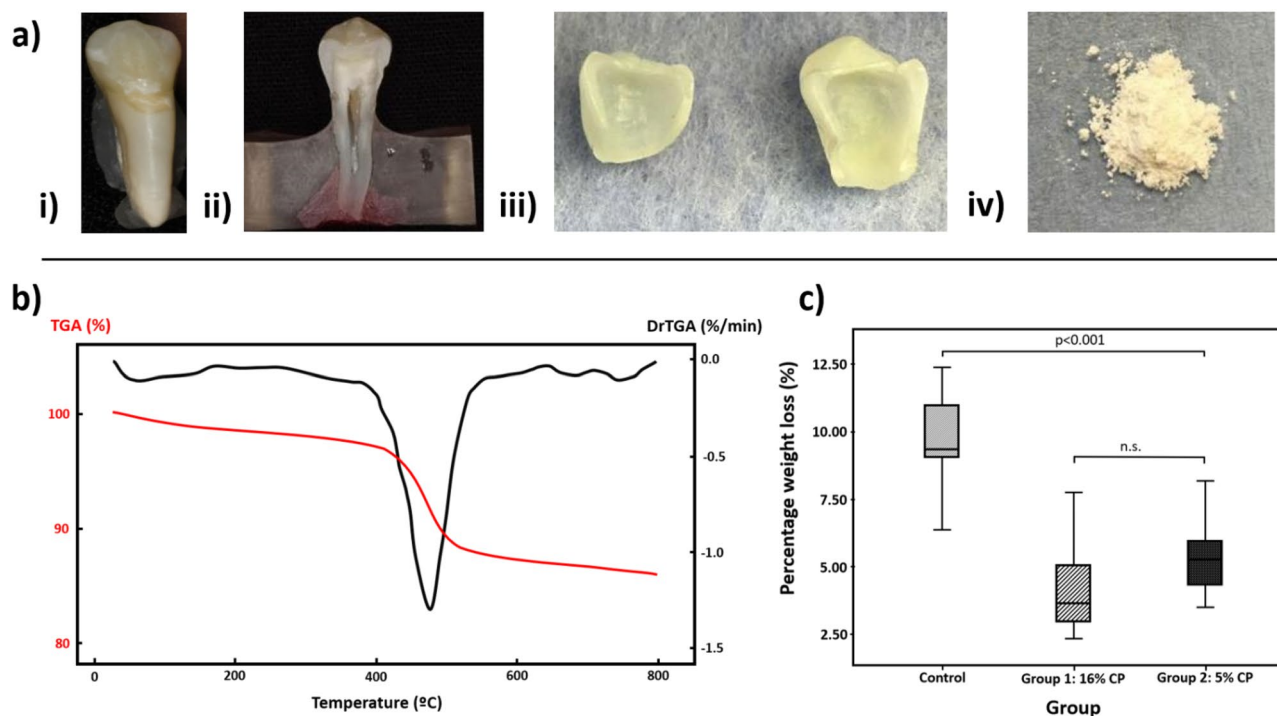 a)
i)
ii)
iii)
iv)
b)
TGA (%)
DrTGA (%/min)
100
90
80
0.0
-0.5
-1.0
-1.5
0
200
400
600
800
Temperature (ºC)
c)
Percentage weight loss (%)
12.50
10.00
7.50
5.00
2.50
p<0.001
n.s.
Control
Group 1: 16% CP
Group 2: 5% CP
Group